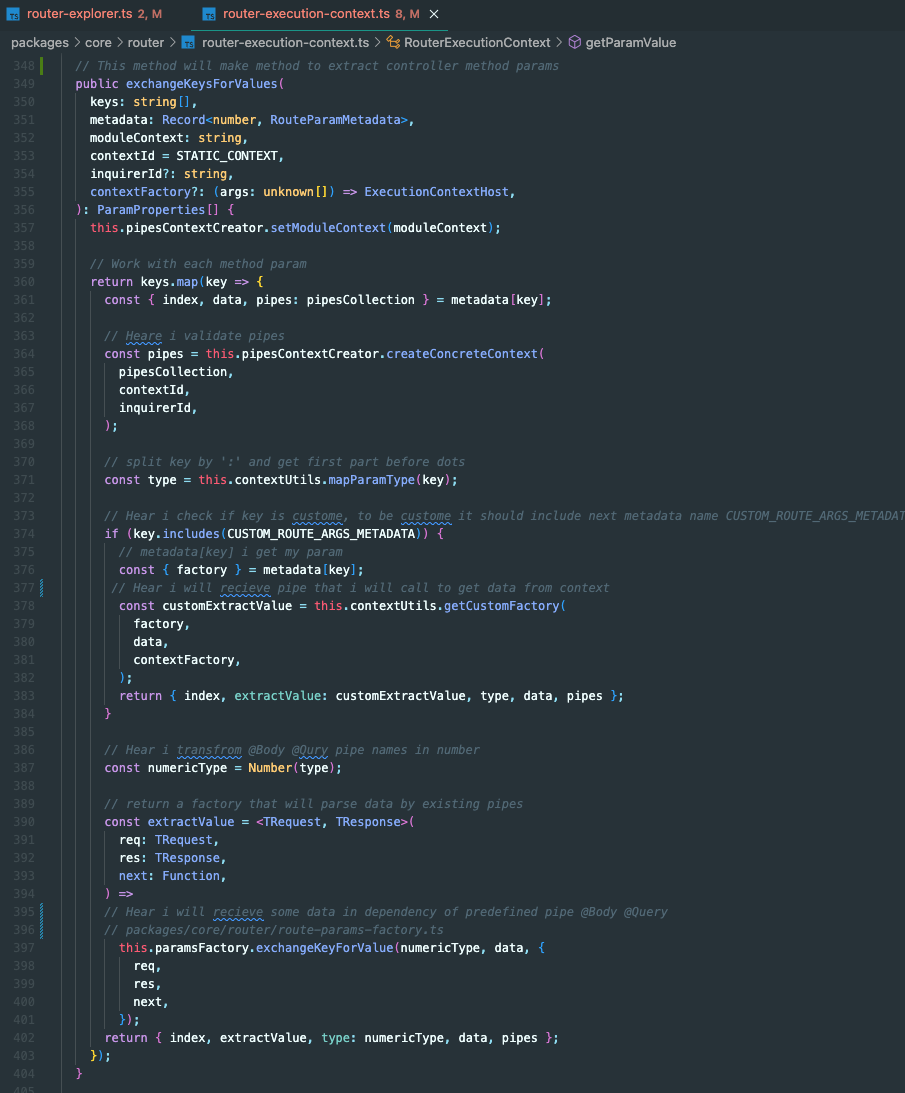 TS router-explorer.ts 2, M TS router-execution-context.ts 8, M ×
packages > core > router > TS router-execution-context.ts > RouterExecutionContext > getParamValue
348 // This method will make method to extract controller method params
349 public exchangeKeysForValues(
350 keys: string[],
351 metadata: Record<number, RouteParamMetadata>,
352 moduleContext: string,
353 contextId = STATIC_CONTEXT,
354 inquirerId?: string,
355 contextFactory?: (args: unknown[]) => ExecutionContextHost,
356 ): ParamProperties[] {
357 this.pipesContextCreator.setModuleContext(moduleContext);
358
359 // Work with each method param
360 return keys.map(key => {
361 const { index, data, pipes: pipesCollection } = metadata[key];
362
363 // Heare i validate pipes
364 const pipes = this.pipesContextCreator.createConcreteContext(
365 pipesCollection,
366 contextId,
367 inquirerId,
368 );
369
370 // split key by ':' and get first part before dots
371 const type = this.contextUtils.mapParamType(key);
372
373 // Hear i check if key is custome, to be custome it should include next metadata name CUSTOM_ROUTE_ARGS_METADAT
374 if (key.includes(CUSTOM_ROUTE_ARGS_METADATA)) {
375 // metadata[key] i get my param
376 const { factory } = metadata[key];
377 // Hear i will recieve pipe that i will call to get data from context
378 const customExtractValue = this.contextUtils.getCustomFactory(
379 factory,
380 data,
381 contextFactory,
382 );
383 return { index, extractValue: customExtractValue, type, data, pipes };
384 }
385
386 // Hear i transfrom @Body @Qury pipe names in number
387 const numericType = Number(type);
388
389 // return a factory that will parse data by existing pipes
390 const extractValue = <TRequest, TResponse>(
391 req: TRequest,
392 res: TResponse,
393 next: Function,
394 ) =>
395 // Hear i will recieve some data in dependency of predefined pipe @Body @Query
396 // packages/core/router/route-params-factory.ts
397 this.paramsFactory.exchangeKeyForValue(numericType, data, {
398 req,
399 res,
400 next,
401 });
402 return { index, extractValue, type: numericType, data, pipes };
403 });
404 }
405